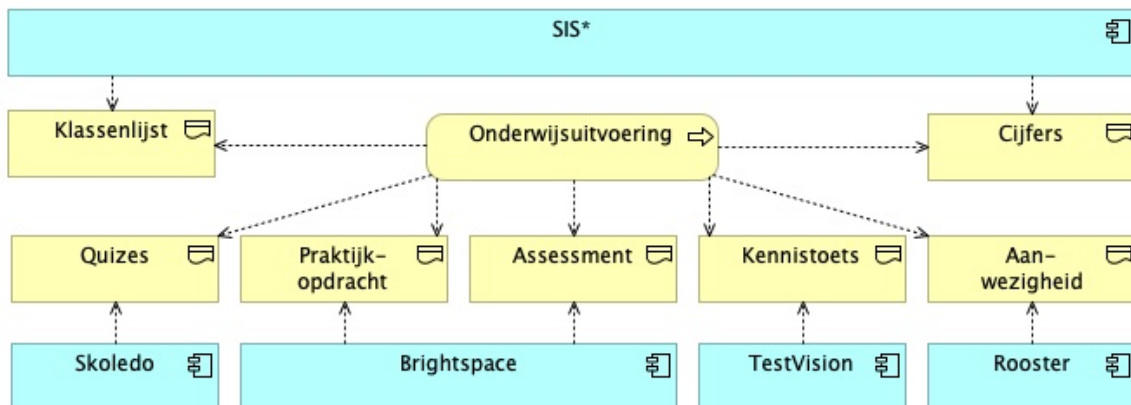 SIS*
Klassenlijst
Onderwijsuitvoering
Cijfers
Quizes
Praktijk-
opdracht
Assessment
Kennistoets
Aan-
wezigheid
Skoledo
Brightspace
TestVision
Rooster